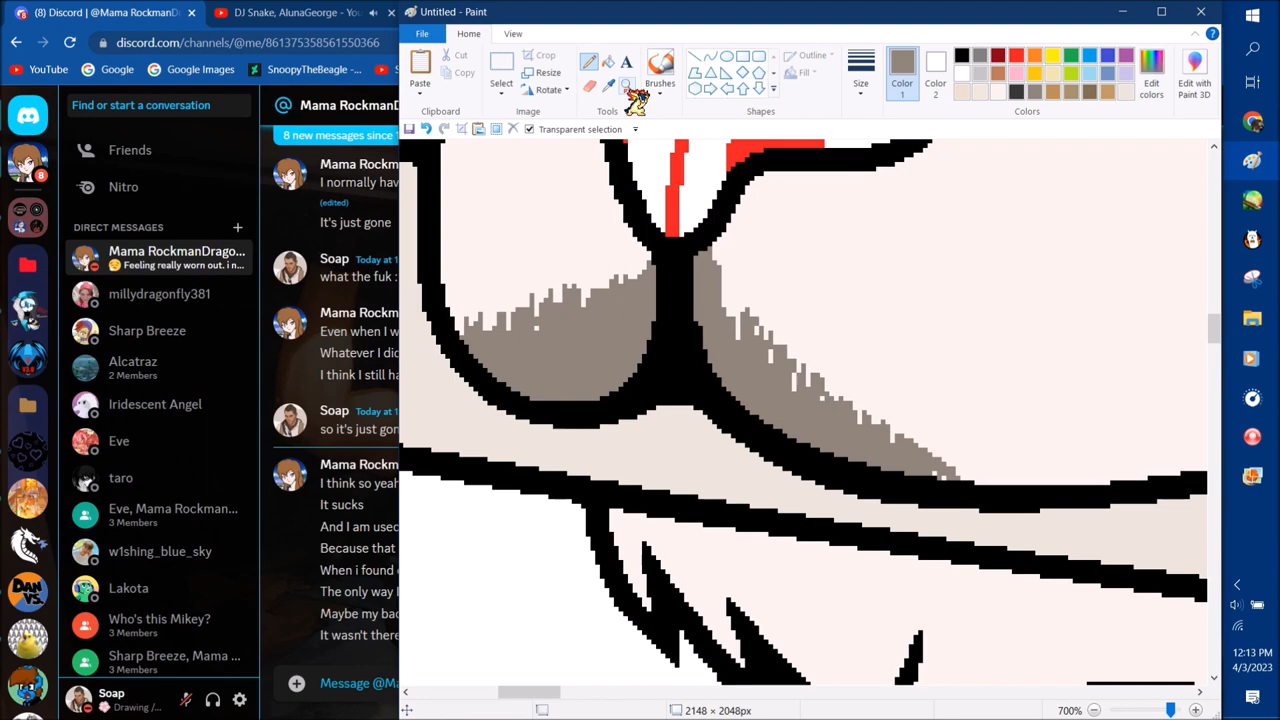 (8) Discord | @Mama RockmanD
DJ Snake, AlunaGeorge -
Untitled - Paint
discord.com/channels/@me/861375358561550366
YouTube
Google
Google Images
SnoopyTheBeagle -
File
Home
View
Paste
Cut
Copy
Clipboard
Select
Crop
Resize
Rotate
Image
A
Tools
Brushes
Outline
Fill
Shapes
Size
Color
1
Color
2
Edit
colors
Edit with
Paint 3D
Colors
Transparent selection
Find or start a conversation
Friends
Nitro
DIRECT MESSAGES
Mama RockmanDrago...
Feeling really worn out. i n...
millydragonfly381
Sharp Breeze
Alcatraz
2 Members
Iridescent Angel
Eve
taro
Eve, Mama Rockman...
3 Members
w1shing_blue_sky
Lakota
Who's this Mikey?
3 Members
Sharp Breeze, Mama ...
3 Members
Soap
Drawing /...
Mama Rockman
8 new messages since 1
Mama Rockm
I normally hav
(edited)
It's just gone
Soap Today at 1
what the fuk :
Mama Rockm
Even when I w
Whatever I dic
I think I still ha
Soap Today at 1
so it's just gon
Mama Rockm
I think so yeah
It sucks
And I am used
Because that
When i found o
The only way I
Maybe my bac
It wasn't there
Message @Ma
2148 × 2048px
700%
12:13 PM
4/3/2023